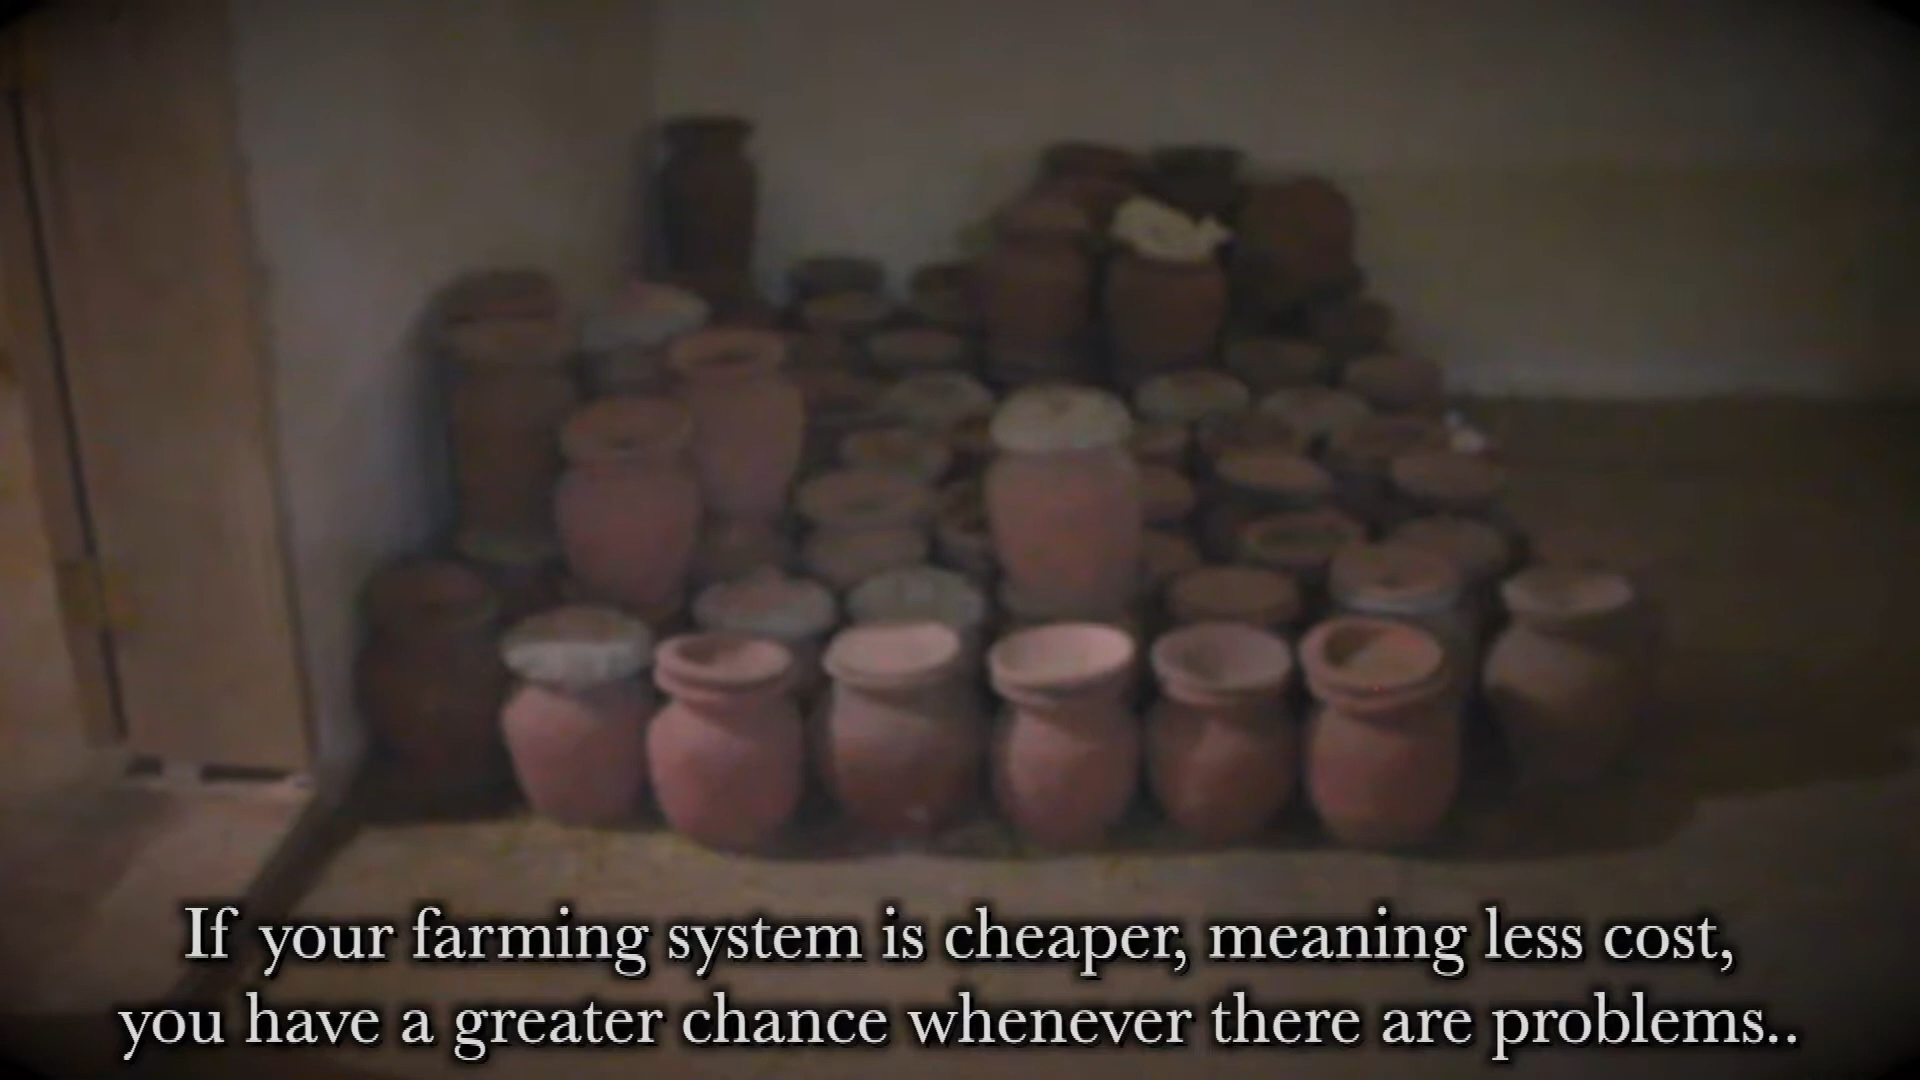 If your farming system is cheaper, meaning less cost,
you have a greater chance whenever there are problems..